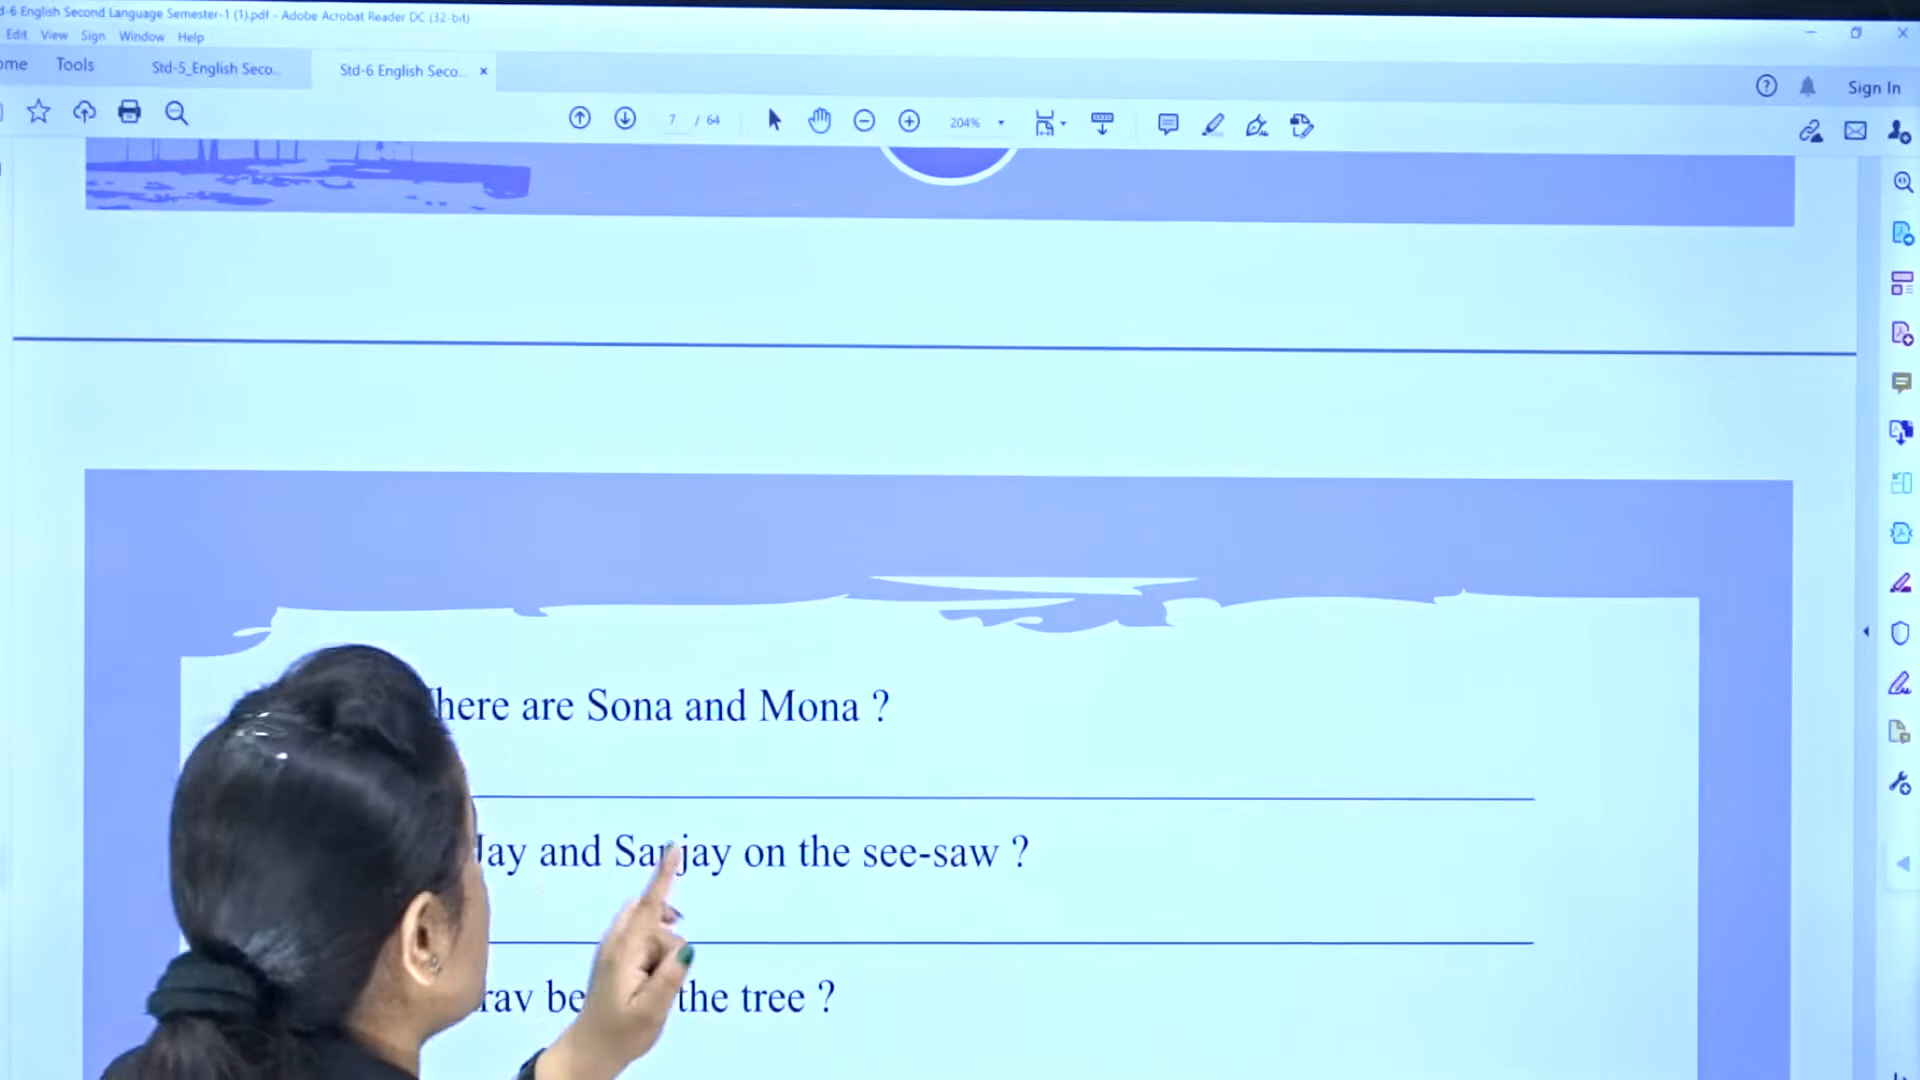 d-6 English Second Language Semester-1 (1).pdf - Adobe Acrobat Reader DC (32-bit)
Edit View Sign Window Help
ome Tools Std-5_English Seco... Std-6 English Seco... ×
Sign In
7 / 64 204%
here are Sona and Mona ?
Jay and Sanjay on the see-saw ?
rav be the tree ?